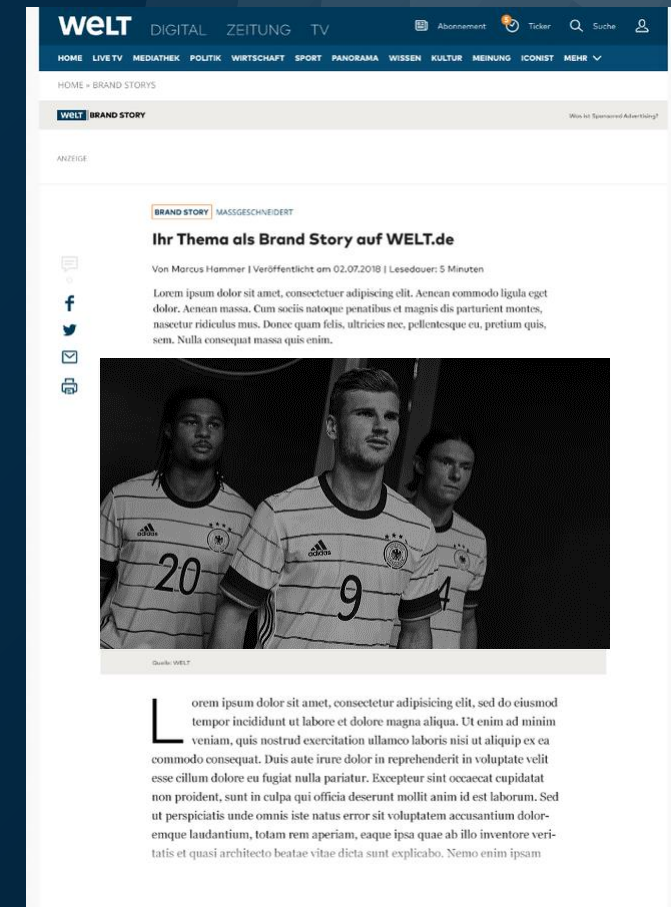 WELT DIGITAL ZEITUNG TV Abonnement 5 Ticker Suche
HOME LIVE TV MEDIATHEK POLITIK WIRTSCHAFT SPORT PANORAMA WISSEN KULTUR MEINUNG ICONIST MEHR
HOME » BRAND STORYS
WELT BRAND STORY Was ist Sponsored Advertising?
ANZEIGE
BRAND STORY MASSGESCHNEIDERT
Ihr Thema als Brand Story auf WELT.de
Von Marcus Hammer | Veröffentlicht am 02.07.2018 | Lesedauer: 5 Minuten
0
Lorem ipsum dolor sit amet, consectetuer adipiscing elit. Aenean commodo ligula eget
dolor. Aenean massa. Cum sociis natoque penatibus et magnis dis parturient montes,
nascetur ridiculus mus. Donec quam felis, ultricies nec, pellentesque eu, pretium quis,
sem. Nulla consequat massa quis enim.
adidas
20
adidas
9
4
Quelle: WELT
Lorem ipsum dolor sit amet, consectetur adipisicing elit, sed do eiusmod
tempor incididunt ut labore et dolore magna aliqua. Ut enim ad minim
veniam, quis nostrud exercitation ullamco laboris nisi ut aliquip ex ea
commodo consequat. Duis aute irure dolor in reprehenderit in voluptate velit
esse cillum dolore eu fugiat nulla pariatur. Excepteur sint occaecat cupidatat
non proident, sunt in culpa qui officia deserunt mollit anim id est laborum. Sed
ut perspiciatis unde omnis iste natus error sit voluptatem accusantium dolor-
emque laudantium, totam rem aperiam, eaque ipsa quae ab illo inventore veri-
tatis et quasi architecto beatae vitae dicta sunt explicabo. Nemo enim ipsam